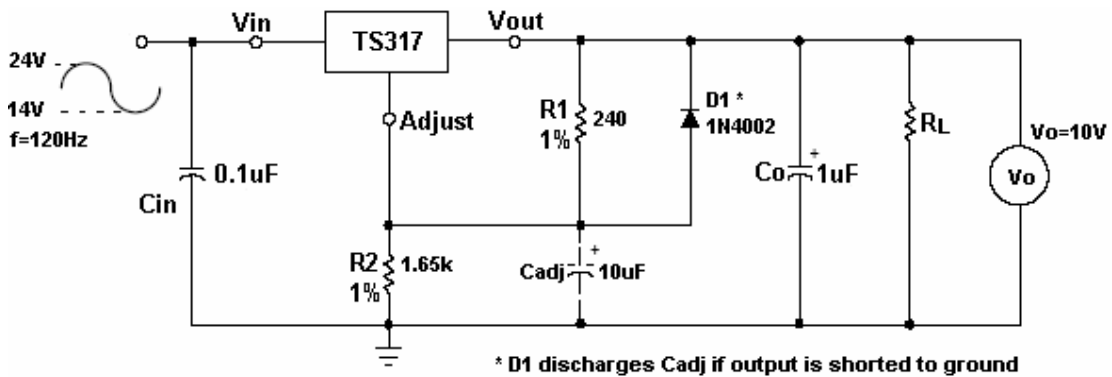 Vin
TS317
Vout
24V
14V
f=120Hz
Adjust
R1
1%
240
D1 *
1N4002
RL
Vo=10V
Vo
0.1uF
Cin
Co
+
1uF
R2
1%
1.65k
Cadj
+
10uF
* D1 discharges Cadj if output is shorted to ground